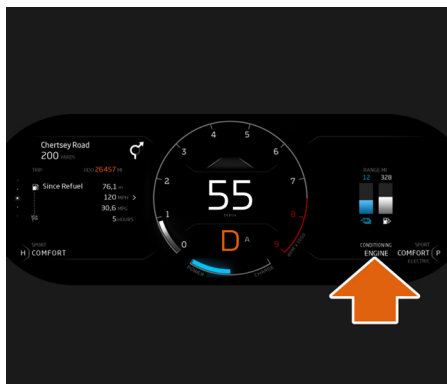 Chertsey Road
200 YARDS
TRIP ODO 26457 MI
Since Refuel 76,1 MI
120 MPH >
30,6 MPG
5 HOURS
SPORT
H ) COMFORT
0
1
2
3
4
5
6
7
8
9
RPM x 1000
55
MPH
D A
POWER CHARGE
RANGE MI
12 328
CONDITIONING
ENGINE
SPORT
COMFORT ( P
ELECTRIC